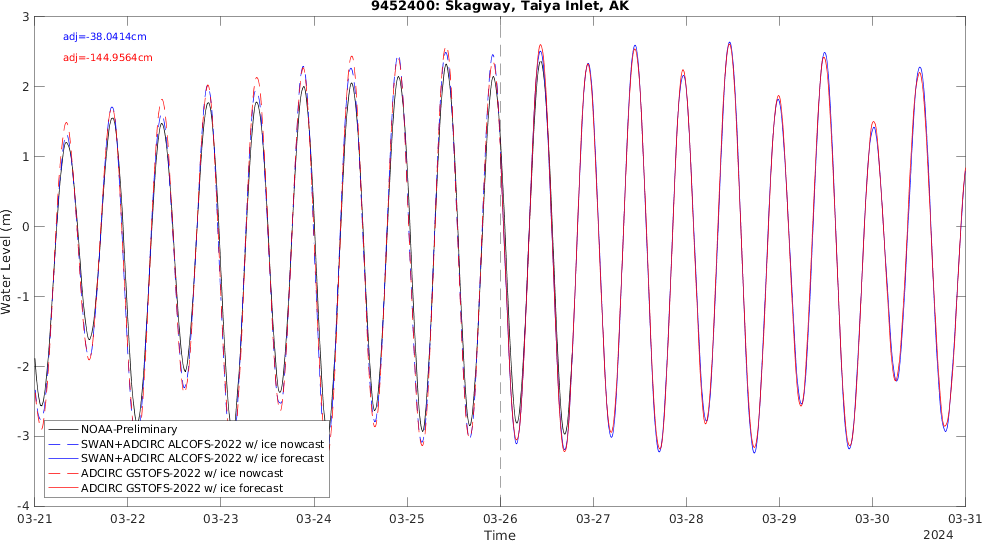 9452400: Skagway, Taiya Inlet, AK
adj=-38.0414cm
adj=-144.9564cm
3
2
1
0
-1
-2
-3
-4
Water Level (m)
NOAA-Preliminary
SWAN+ADCIRC ALCOFS-2022 w/ ice nowcast
SWAN+ADCIRC ALCOFS-2022 w/ ice forecast
ADCIRC GSTOFS-2022 w/ ice nowcast
ADCIRC GSTOFS-2022 w/ ice forecast
03-21 03-22 03-23 03-24 03-25 03-26 03-27 03-28 03-29 03-30 03-31
Time
2024